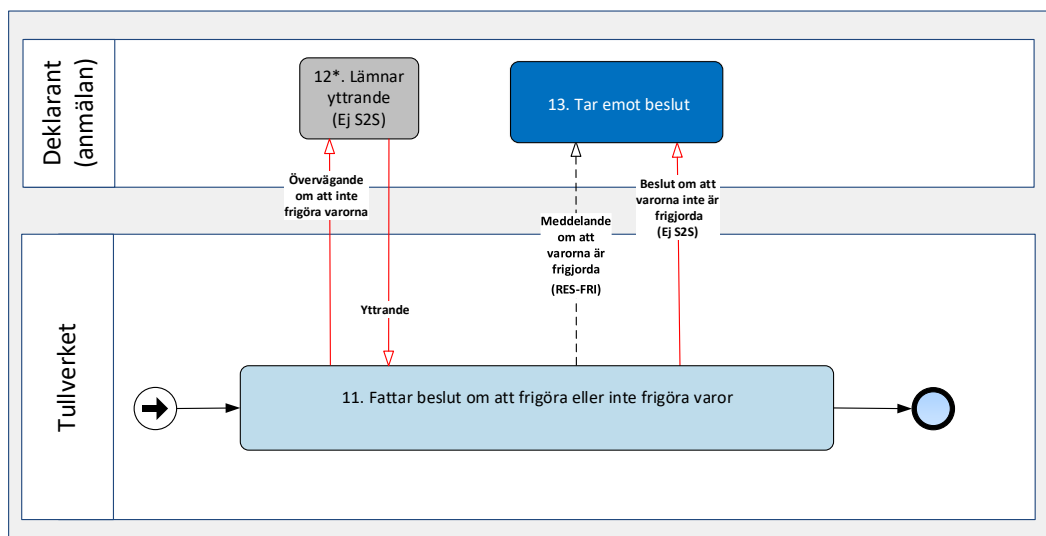 Deklarant
(anmälan)
12*. Lämnar
yttrande
(Ej S2S)
13. Tar emot beslut
Övervägande
om att inte
frigöra varorna
Yttrande
Meddelande
om att
varorna är
frigjorda
(RES-FRI)
Beslut om att
varorna inte är
frigjorda
(Ej S2S)
Tullverket
11. Fattar beslut om att frigöra eller inte frigöra varor